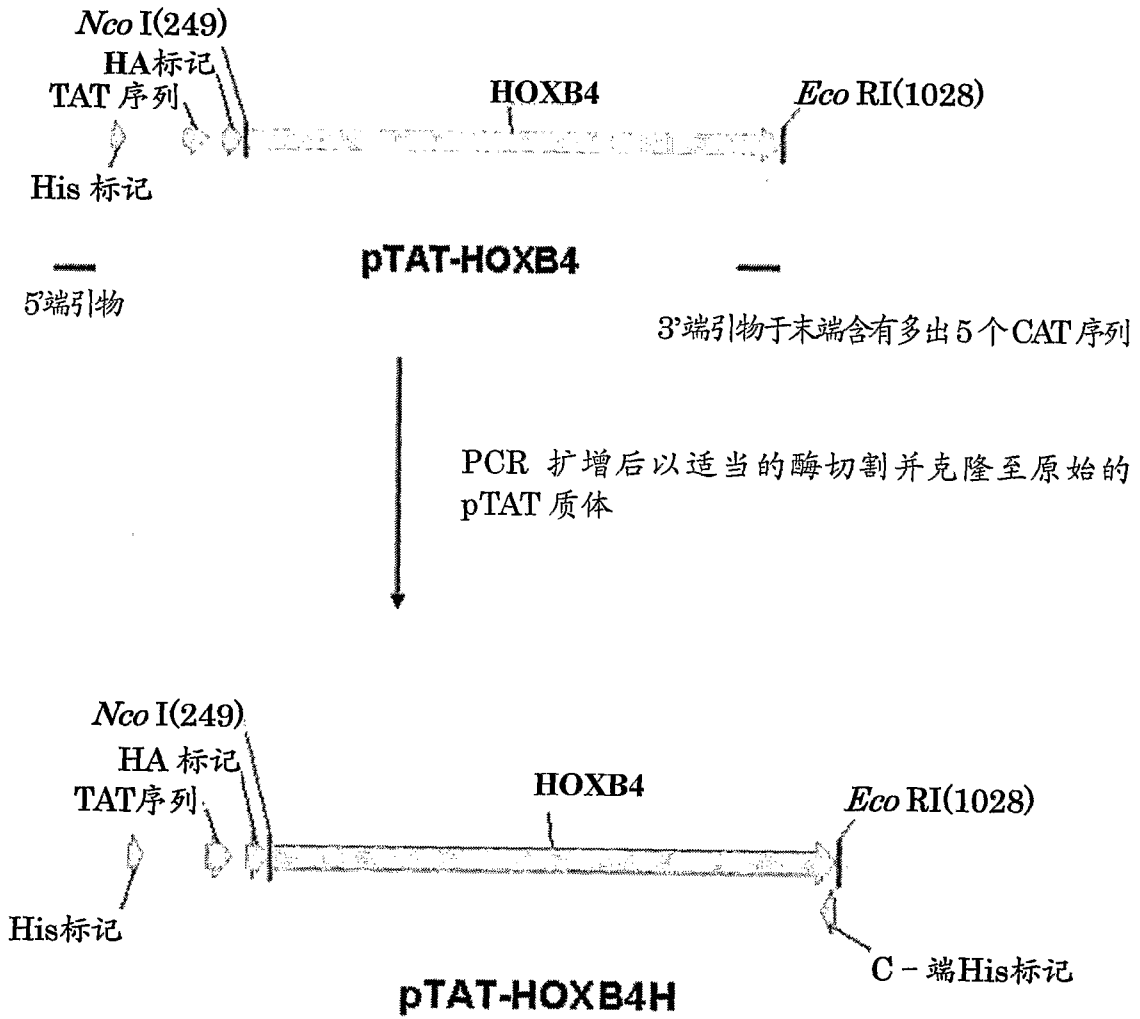 Nco I(249)
HA标记
TAT 序列
HOXB4
Eco RI(1028)
His 标记
pTAT-HOXB4
5'端引物
3'端引物于末端含有多出5个CAT序列
PCR 扩增后以适当的酶切割并克隆至原始的
pTAT 质体
Nco I(249)
HA 标记
TAT序列
HOXB4
Eco RI(1028)
His标记
C-端His标记
pTAT-HOXB4H